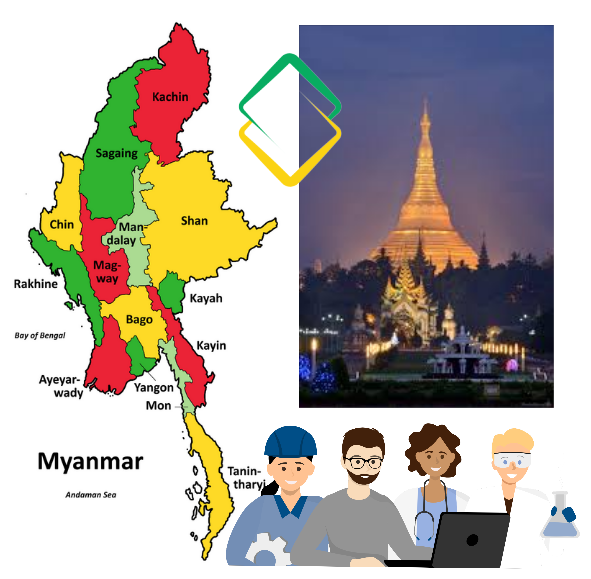 Kachin
Sagaing
Shan
Chin
Man-
dalay
Mag-
way
Rakhine
Kayah
Bago
Bay of Bengal
Kayin
Ayeyar-
wady
Yangon
Mon
Myanmar
Tanin-
tharyi
Andaman Sea